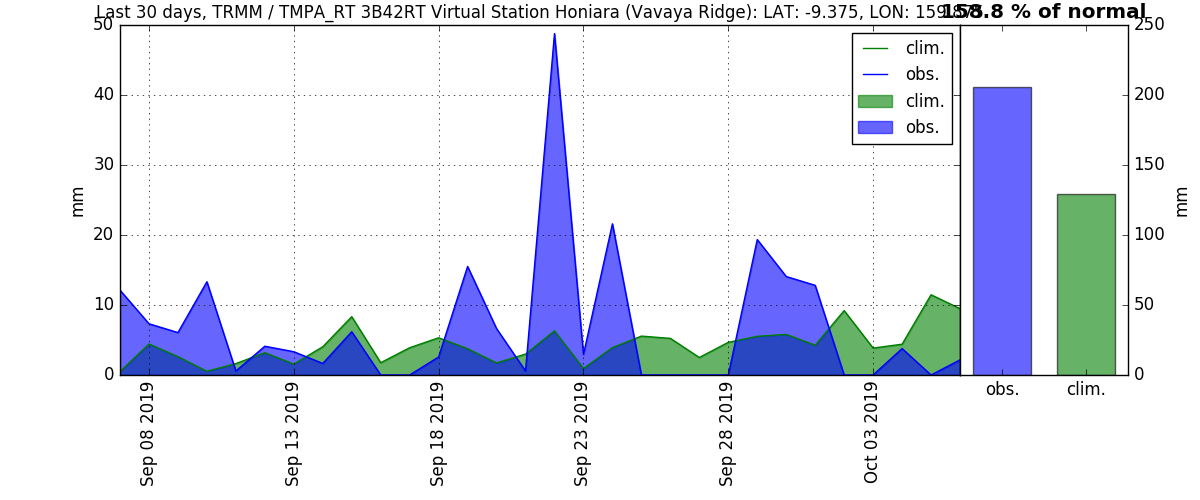 Last 30 days, TRMM / TMPA_RT 3B42RT Virtual Station Honiara (Vavaya Ridge): LAT: -9.375, LON:
158.8 % of normal
50
40
30
20
10
0
mm
clim.
obs.
clim.
obs.
250
200
150
100
50
0
mm
Sep 08 2019
Sep 13 2019
Sep 18 2019
Sep 23 2019
Sep 28 2019
Oct 03 2019
obs.
clim.